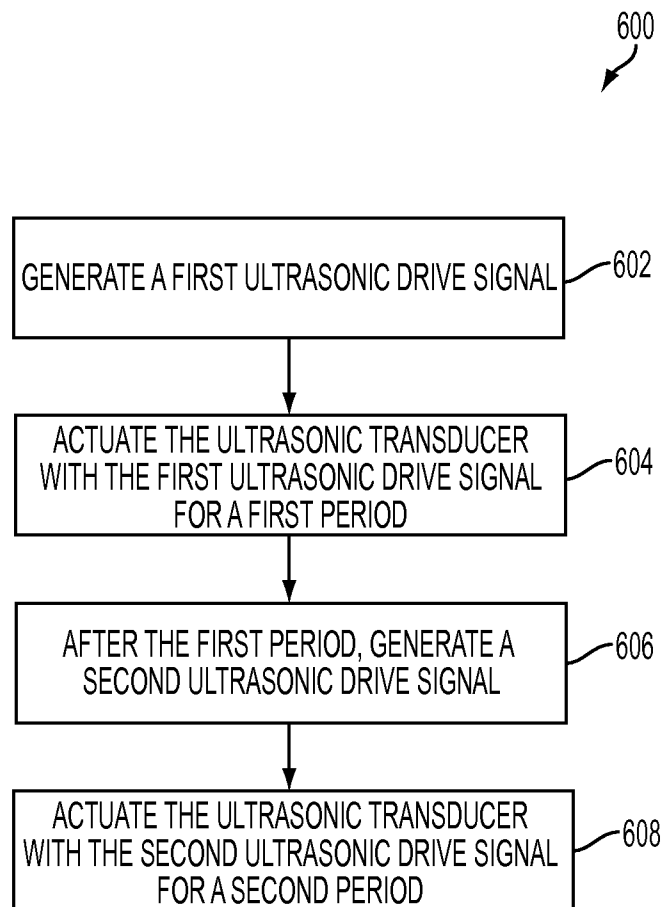 600
GENERATE A FIRST ULTRASONIC DRIVE SIGNAL
602
ACTUATE THE ULTRASONIC TRANSDUCER
WITH THE FIRST ULTRASONIC DRIVE SIGNAL
FOR A FIRST PERIOD
604
AFTER THE FIRST PERIOD, GENERATE A
SECOND ULTRASONIC DRIVE SIGNAL
606
ACTUATE THE ULTRASONIC TRANSDUCER
WITH THE SECOND ULTRASONIC DRIVE SIGNAL
FOR A SECOND PERIOD
608